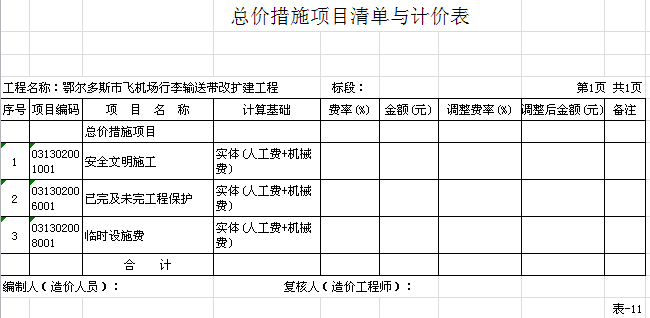 总价措施项目清单与计价表
工程名称：鄂尔多斯市飞机场行李输送带改扩建工程 标段： 第1页 共1页
序号 项目编码 项 目 名 称 计算基础 费率(%) 金额(元) 调整费率(%) 调整后金额(元) 备注
总价措施项目
1 031302001001 安全文明施工 实体(人工费+机械费)
2 031302006001 已完及未完工程保护 实体(人工费+机械费)
3 031302008001 临时设施费 实体(人工费+机械费)
合 计
编制人(造价人员)： 复核人(造价工程师)：
表-11